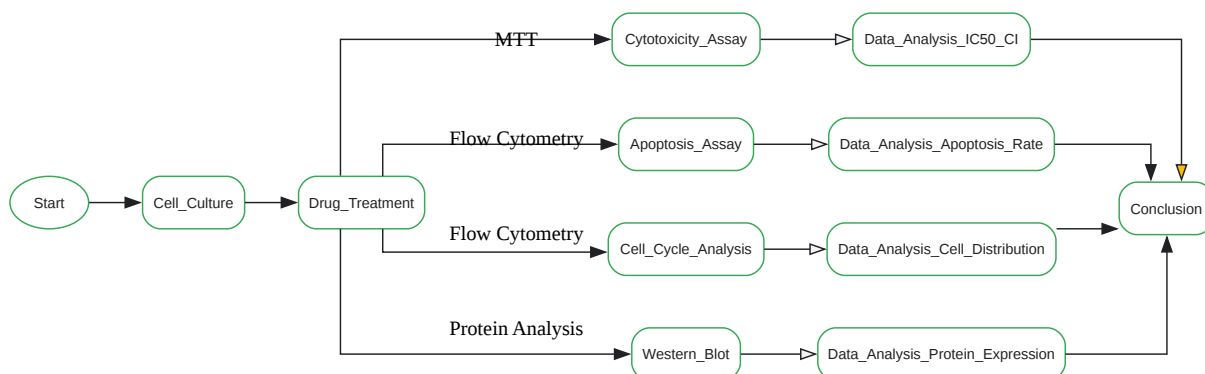 MTT
Cytotoxicity_Assay
Data_Analysis_IC50_CI
Flow Cytometry
Apoptosis_Assay
Data_Analysis_Apoptosis_Rate
Start
Cell_Culture
Drug_Treatment
Conclusion
Flow Cytometry
Cell_Cycle_Analysis
Data_Analysis_Cell_Distribution
Protein Analysis
Western_Blot
Data_Analysis_Protein_Expression